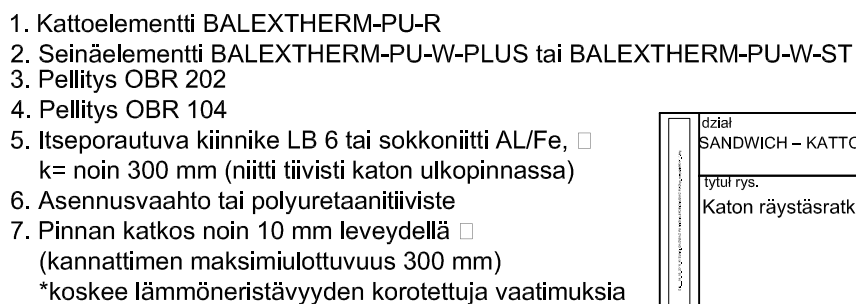 1. Kattoelementti BALEXTHERM-PU-R
2. Seinäelementti BALEXTHERM-PU-W-PLUS tai BALEXTHERM-PU-W-ST
3. Pellitys OBR 202
4. Pellitys OBR 104
5. Itseporautuva kiinnike LB 6 tai sokkoniitti AL/Fe, □
k= noin 300 mm (niitti tiivisti katon ulkopinnassa)
6. Asennusvaahto tai polyuretaanitiiviste
7. Pinnan katkos noin 10 mm leveydellä □
(kannattimen maksimiulottuvuus 300 mm)
*koskee lämmöneristävyyden korotettuja vaatimuksia
dział
SANDWICH – KATTO
tytuł rys.
Katon räystäsratk